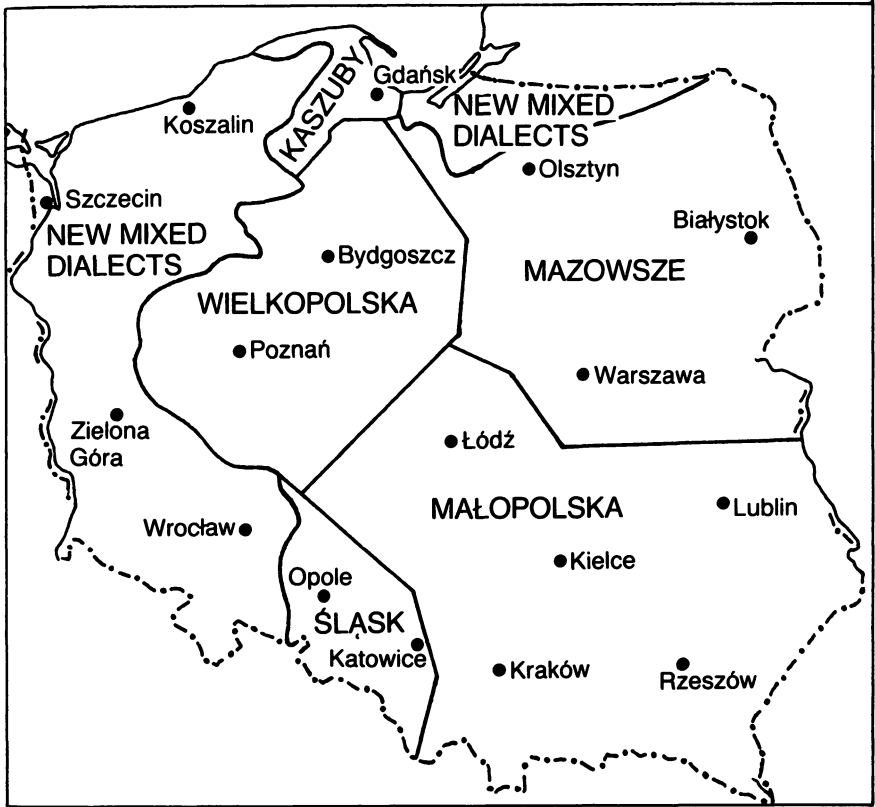 KASZUBY
Gdańsk
Koszalin
NEW MIXED
DIALECTS
Olsztyn
Szczecin
NEW MIXED
DIALECTS
Białystok
Bydgoszcz
MAZOWSZE
WIELKOPOLSKA
Poznań
Warszawa
Zielona
Góra
Łódź
MAŁOPOLSKA
Lublin
Wrocław
Kielce
Opole
ŚLĄSK
Katowice
Kraków
Rzeszów